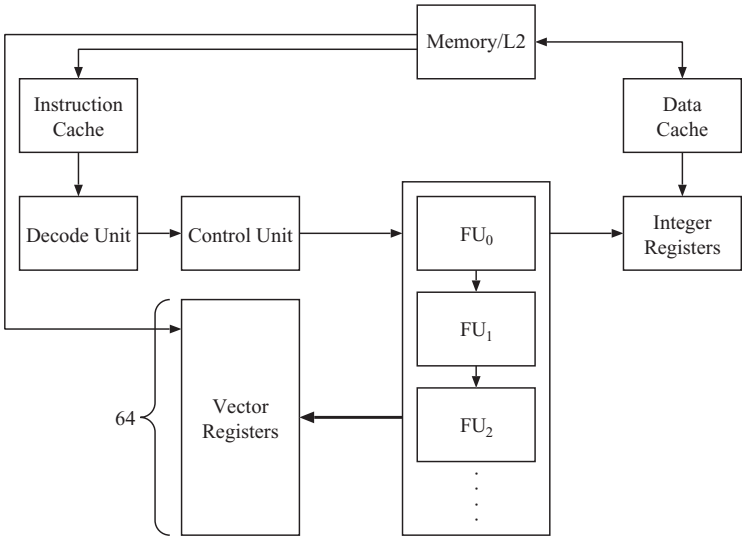 Memory/L2
Instruction
Cache
Data
Cache
Decode Unit
Control Unit
FU₀
Integer
Registers
FU₁
64
Vector
Registers
FU₂